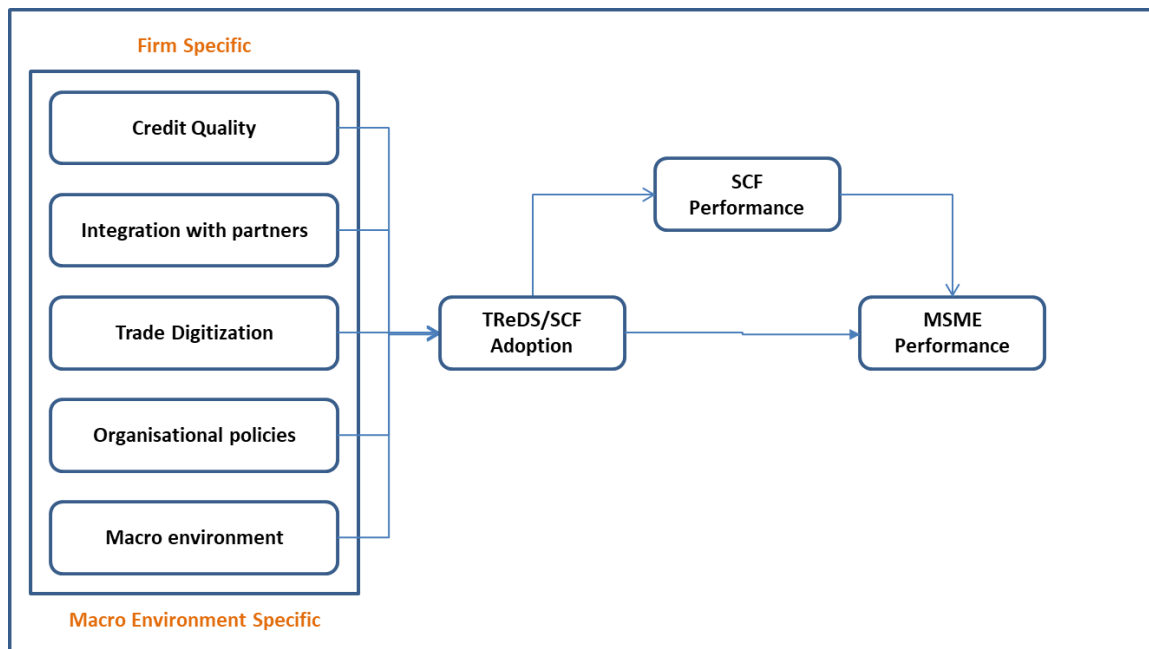 Firm Specific
Credit Quality
Integration with partners
Trade Digitization
Organisational policies
Macro environment
Macro Environment Specific
TReDS/SCF
Adoption
SCF
Performance
MSME
Performance